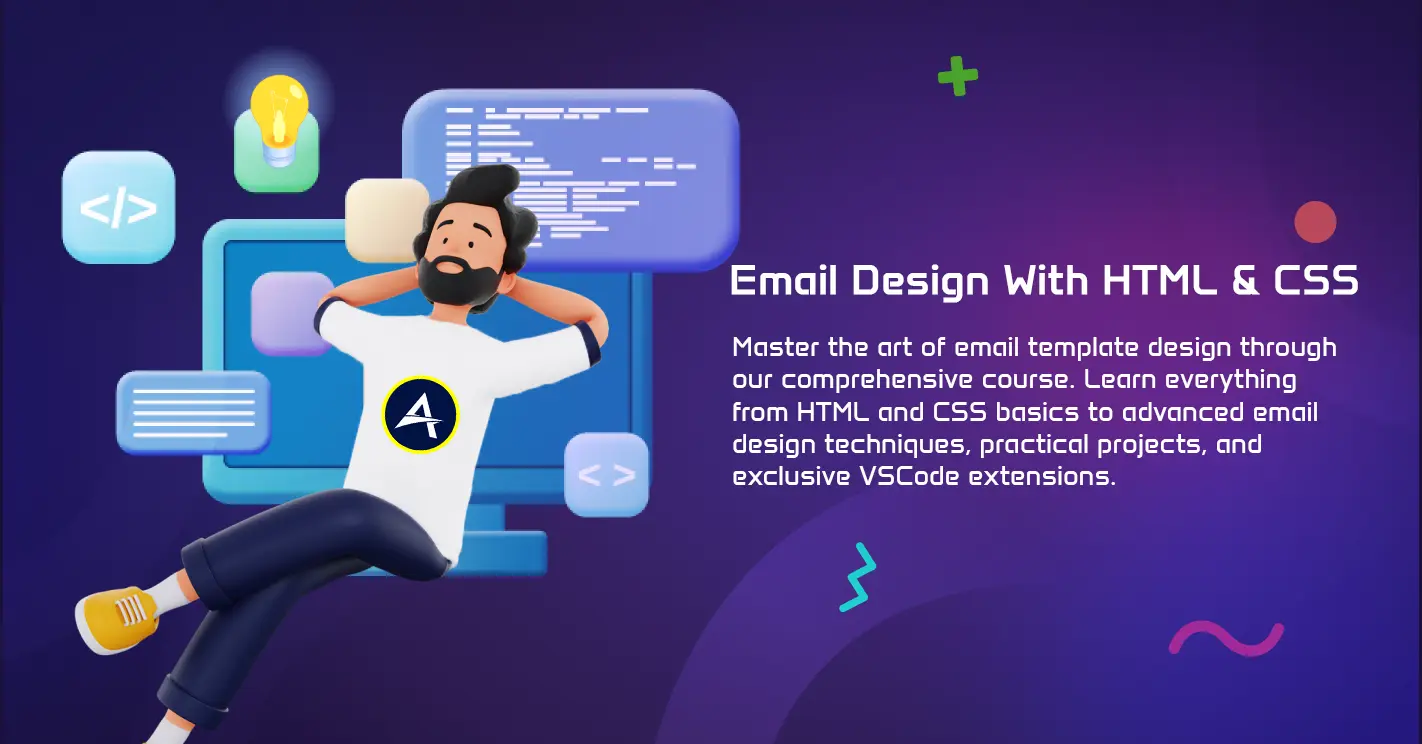 </>
< >
Email Design With HTML & CSS
Master the art of email template design through
our comprehensive course. Learn everything
from HTML and CSS basics to advanced email
design techniques, practical projects, and
exclusive VSCode extensions.